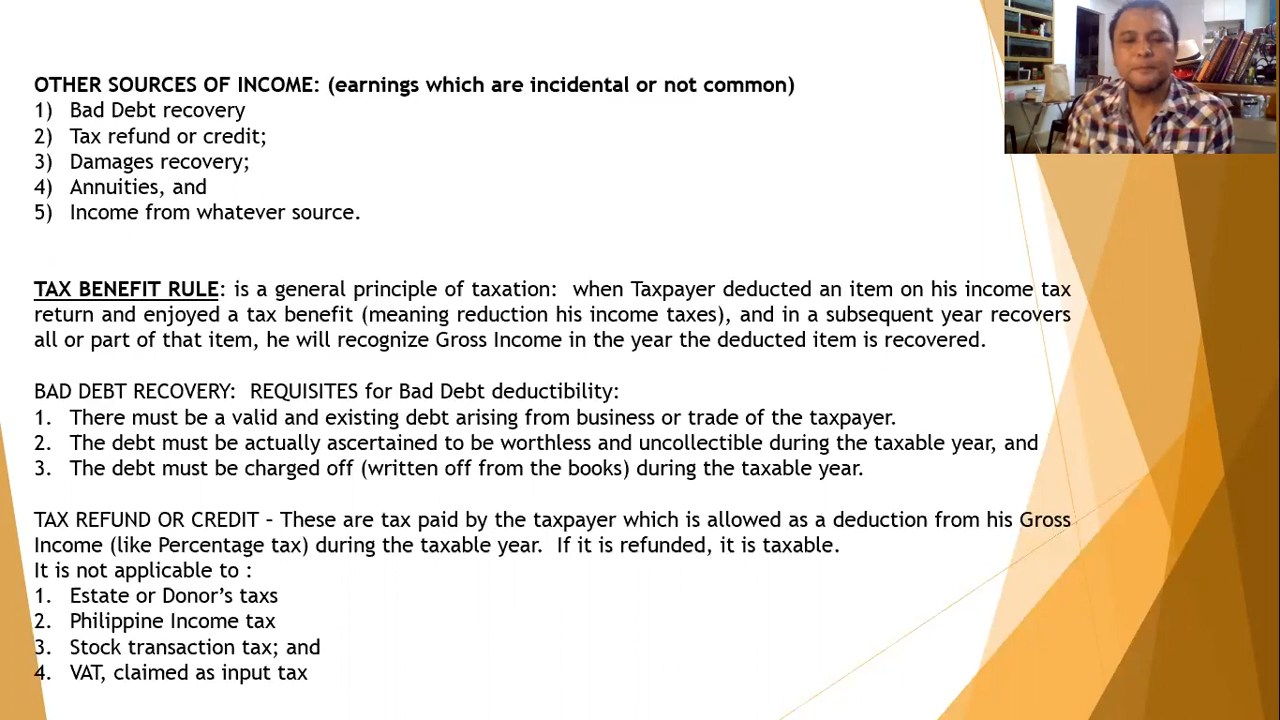 OTHER SOURCES OF INCOME: (earnings which are incidental or not common)
1) Bad Debt recovery
2) Tax refund or credit;
3) Damages recovery;
4) Annuities, and
5) Income from whatever source.
TAX BENEFIT RULE: is a general principle of taxation: when Taxpayer deducted an item on his income tax
return and enjoyed a tax benefit (meaning reduction his income taxes), and in a subsequent year recovers
all or part of that item, he will recognize Gross Income in the year the deducted item is recovered.
BAD DEBT RECOVERY: REQUISITES for Bad Debt deductibility:
1. There must be a valid and existing debt arising from business or trade of the taxpayer.
2. The debt must be actually ascertained to be worthless and uncollectible during the taxable year, and
3. The debt must be charged off (written off from the books) during the taxable year.
TAX REFUND OR CREDIT – These are tax paid by the taxpayer which is allowed as a deduction from his Gross
Income (like Percentage tax) during the taxable year. If it is refunded, it is taxable.
It is not applicable to :
1. Estate or Donor's taxs
2. Philippine Income tax
3. Stock transaction tax; and
4. VAT, claimed as input tax